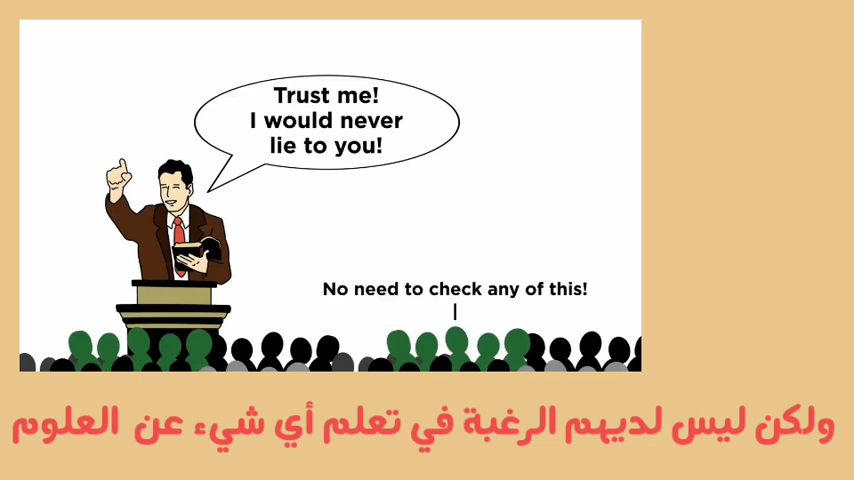 Trust me!
I would never
lie to you!
No need to check any of this!
ولكن ليس لديهم الرغبة في تعلم أي شيء عن العلوم